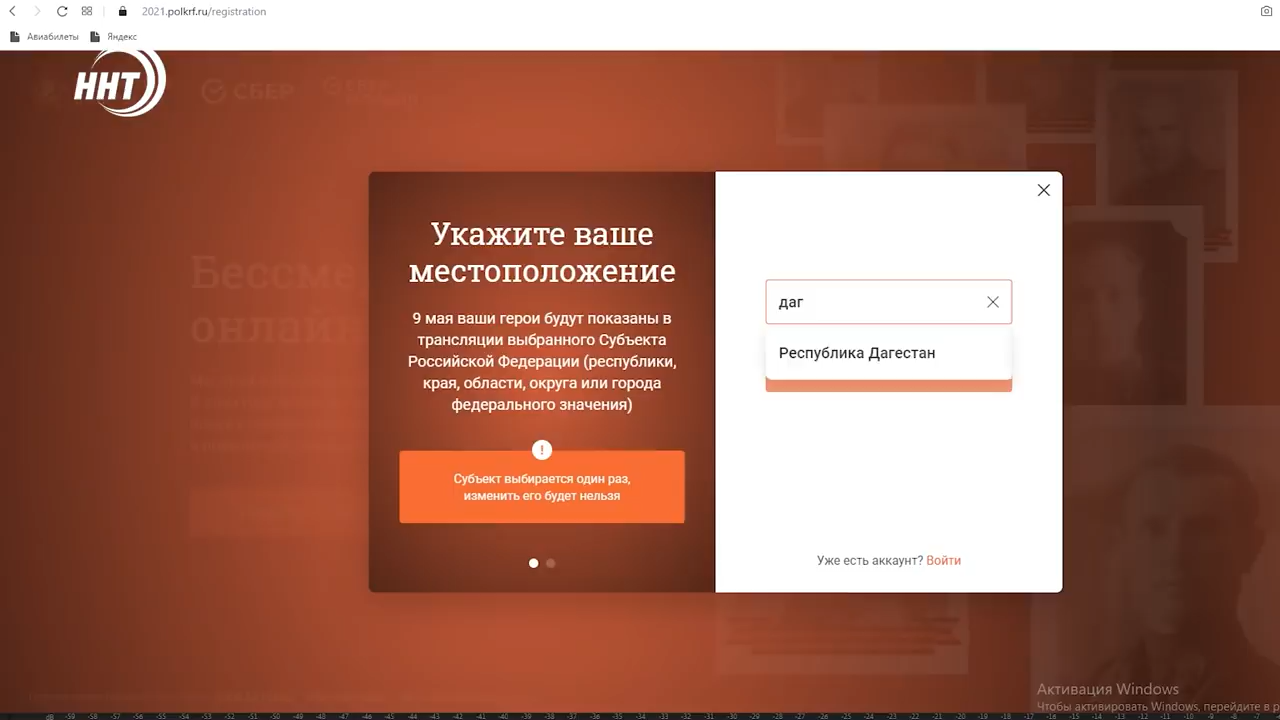 2021.polkrf.ru/registration
Авиабилеты
Яндекс
ННТ
СБЕР
Бессме
онлай
Укажите ваше
местоположение
9 мая ваши герои будут показаны в
трансляции выбранного Субъекта
Российской Федерации (республики,
края, области, округа или города
федерального значения)
!
Субъект выбирается один раз,
изменить его будет нельзя
даг
Республика Дагестан
Уже есть аккаунт? Войти
Активация Windows
Чтобы активировать Windows, перейдите в р